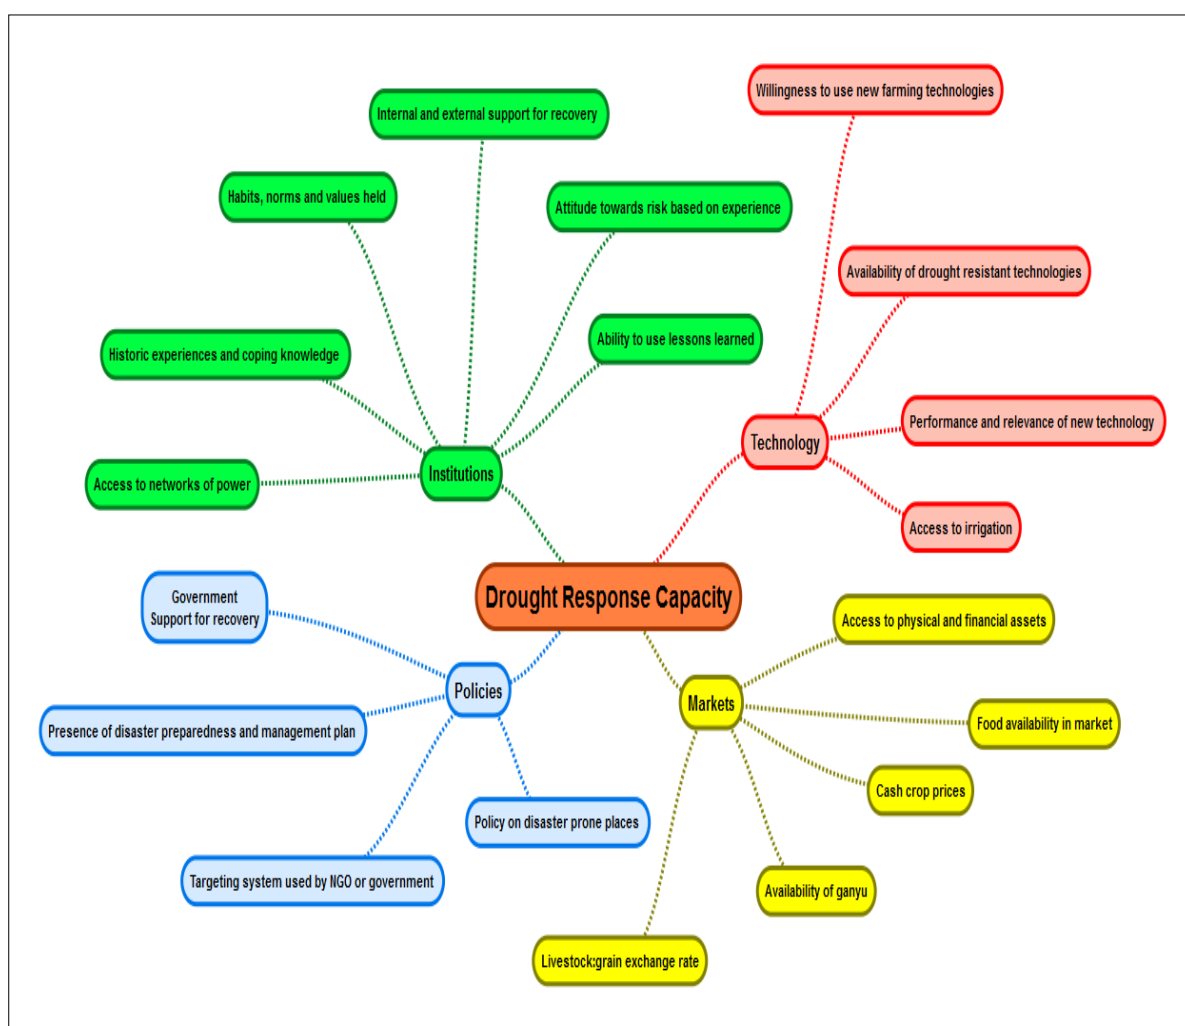 Willingness to use new farming technologies
Internal and external support for recovery
Habits, norms and values held
Attitude towards risk based on experience
Availability of drought resistant technologies
Ability to use lessons learned
Historic experiences and coping knowledge
Performance and relevance of new technology
Technology
Institutions
Access to networks of power
Access to irrigation
Drought Response Capacity
Government
Support for recovery
Access to physical and financial assets
Policies
Markets
Food availability in market
Presence of disaster preparedness and management plan
Cash crop prices
Policy on disaster prone places
Targeting system used by NGO or government
Availability of ganyu
Livestock:grain exchange rate